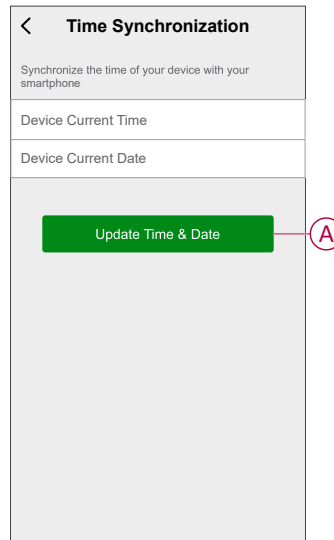 Time Synchronization
Synchronize the time of your device with your
smartphone
Device Current Time
Device Current Date
Update Time & Date
A